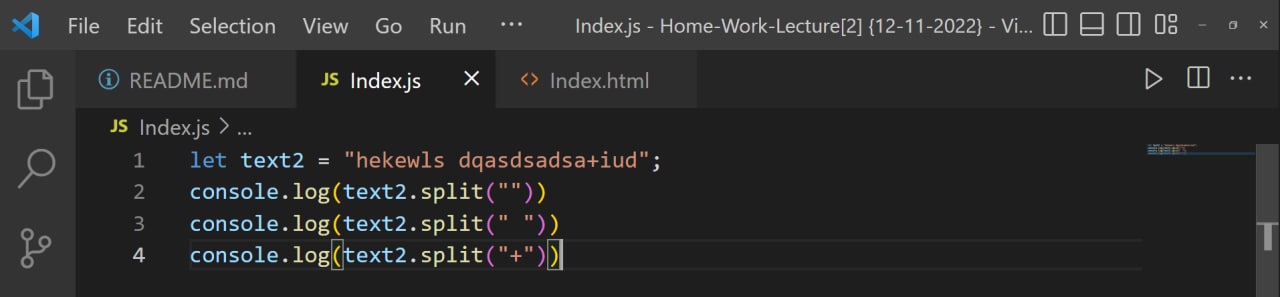 File Edit Selection View Go Run ··· Index.js - Home-Work-Lecture[2] {12-11-2022} - Vi...
README.md JS Index.js Index.html
JS Index.js > ...
1 let text2 = "hekewls dqasdsadsa+iud";
2 console.log(text2.split(""))
3 console.log(text2.split(" "))
4 console.log(text2.split("+"))